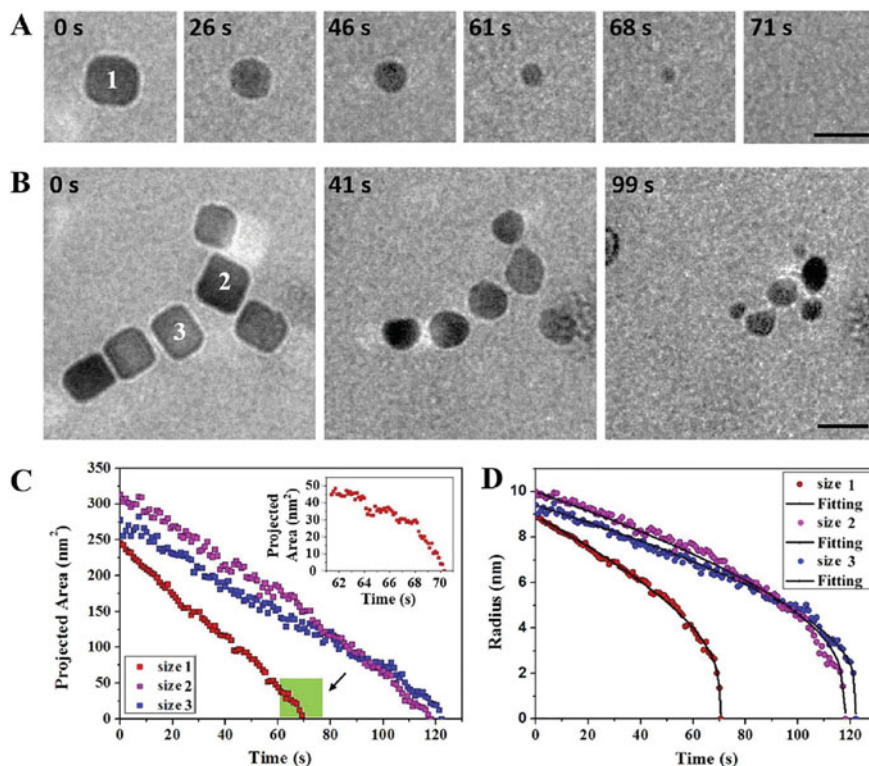 A
0 s
26 s
46 s
61 s
68 s
71 s
1
B
0 s
41 s
99 s
2
3
C
Projected Area (nm²)
350
300
250
200
150
100
50
0
0 20 40 60 80 100 120
Time (s)
size 1
size 2
size 3
Projected
Area (nm²)
50
40
30
20
10
0
62 64 66 68 70
Time (s)
D
Radius (nm)
10
8
6
4
2
0
0 20 40 60 80 100 120
Time (s)
size 1
Fitting
size 2
Fitting
size 3
Fitting